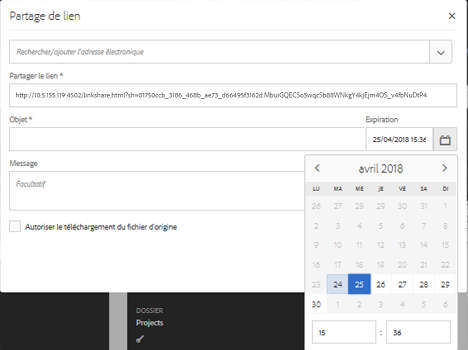 Partage de lien
Rechercher/ajouter l'adresse électronique
Partager le lien *
http://10.5.155.119:4502/linkshare.html?sh=01750ccb_3186_468b_ae73_d66495f3162d.MburGQECSo5wqcSb88WNkgY4kjEjm4OS_v4fbNuDtP4
Objet * Expiration
25/04/2018 15:36
Message
Facultatif
avril 2018
LU MA ME JE VE SA DI
26 27 28 29 30 31 1
2 3 4 5 6 7 8
9 10 11 12 13 14 15
16 17 18 19 20 21 22
23 24 25 26 27 28 29
30 1 2 3 4 5 6
15 : 36
Autoriser le téléchargement du fichier d'origine
DOSSIER
Projects